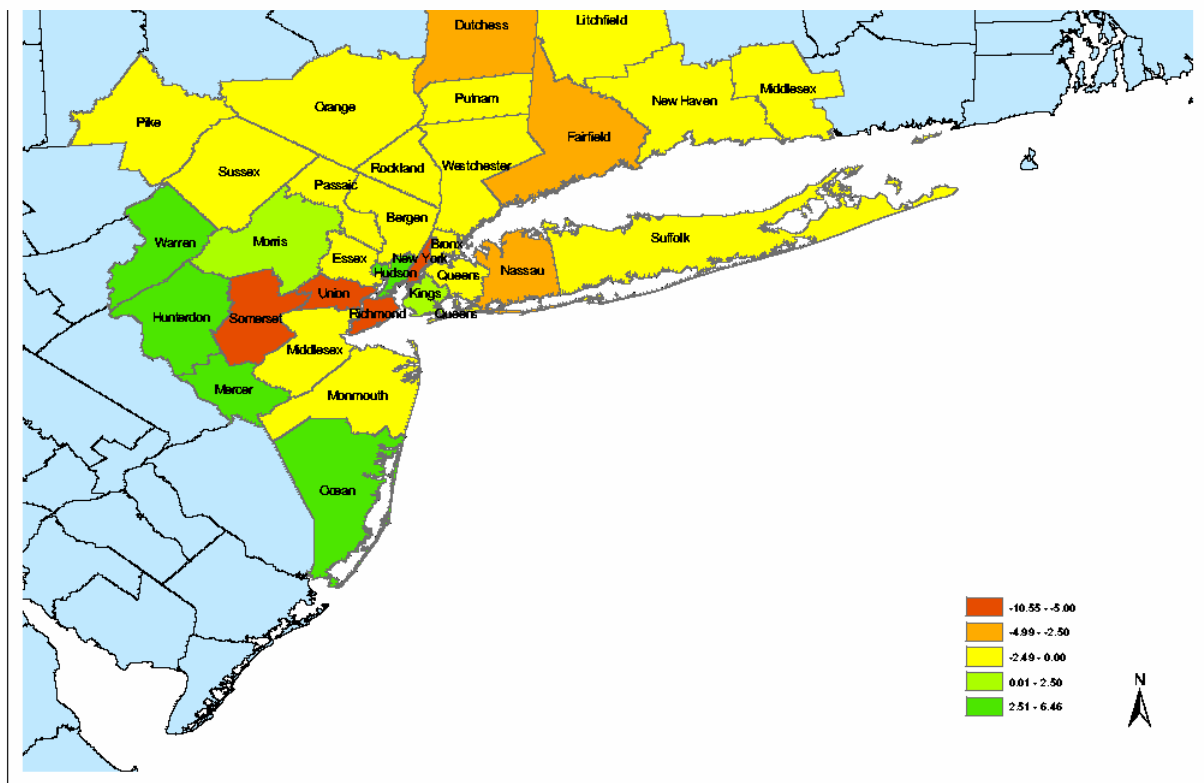 Dutchess
Litchfield
Putnam
New Haven
Middlesex
Orange
Pike
Fairfield
Sussex
Rockland
Westchester
Passaic
Bergen
Warren
Morris
Essex
Bronx
New York
Hudson
Queens
Nassau
Suffolk
Union
Kings
Hunterdon
Somerset
Richmond
Queens
Middlesex
Mercer
Monmouth
Ocean
-10.55 - -5.00
-4.99 - -2.50
-2.49 - 0.00
0.01 - 2.50
2.51 - 6.46
N